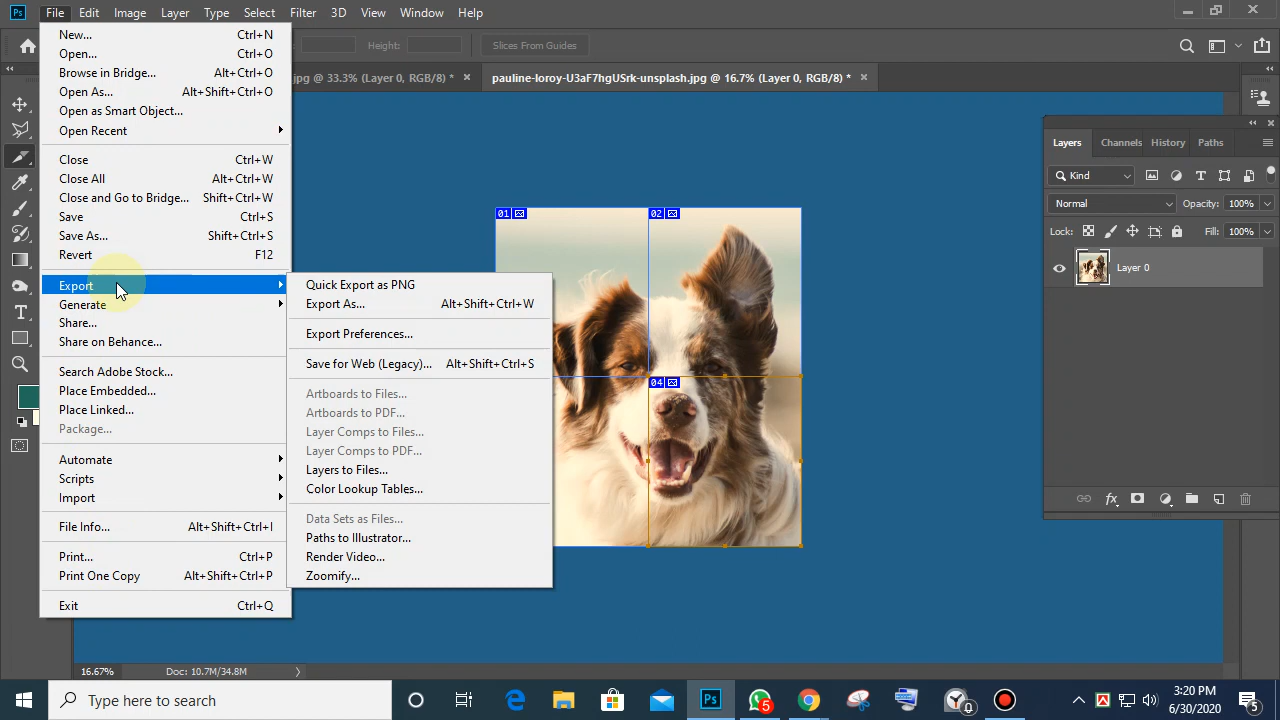 Ps File Edit Image Layer Type Select Filter 3D View Window Help
Height: Slices From Guides
.jpg @ 33.3% (Layer 0, RGB/8) * pauline-loroy-U3aF7hgUSrk-unsplash.jpg @ 16.7% (Layer 0, RGB/8) *
New... Ctrl+N
Open... Ctrl+O
Browse in Bridge... Alt+Ctrl+O
Open As... Alt+Shift+Ctrl+O
Open as Smart Object...
Open Recent
Close Ctrl+W
Close All Alt+Ctrl+W
Close and Go to Bridge... Shift+Ctrl+W
Save Ctrl+S
Save As... Shift+Ctrl+S
Revert F12
Export
Generate
Share...
Share on Behance...
Search Adobe Stock...
Place Embedded...
Place Linked...
Package...
Automate
Scripts
Import
File Info... Alt+Shift+Ctrl+I
Print... Ctrl+P
Print One Copy Alt+Shift+Ctrl+P
Exit Ctrl+Q
Quick Export as PNG
Export As... Alt+Shift+Ctrl+W
Export Preferences...
Save for Web (Legacy)... Alt+Shift+Ctrl+S
Artboards to Files...
Artboards to PDF...
Layer Comps to Files...
Layer Comps to PDF...
Layers to Files...
Color Lookup Tables...
Data Sets as Files...
Paths to Illustrator...
Render Video...
Zoomify...
01 02
04
Layers Channels History Paths
Kind
Normal Opacity: 100%
Lock: Fill: 100%
Layer 0
16.67% Doc: 10.7M/34.8M
Type here to search
Ps 5 0
3:20 PM
6/30/2020
5